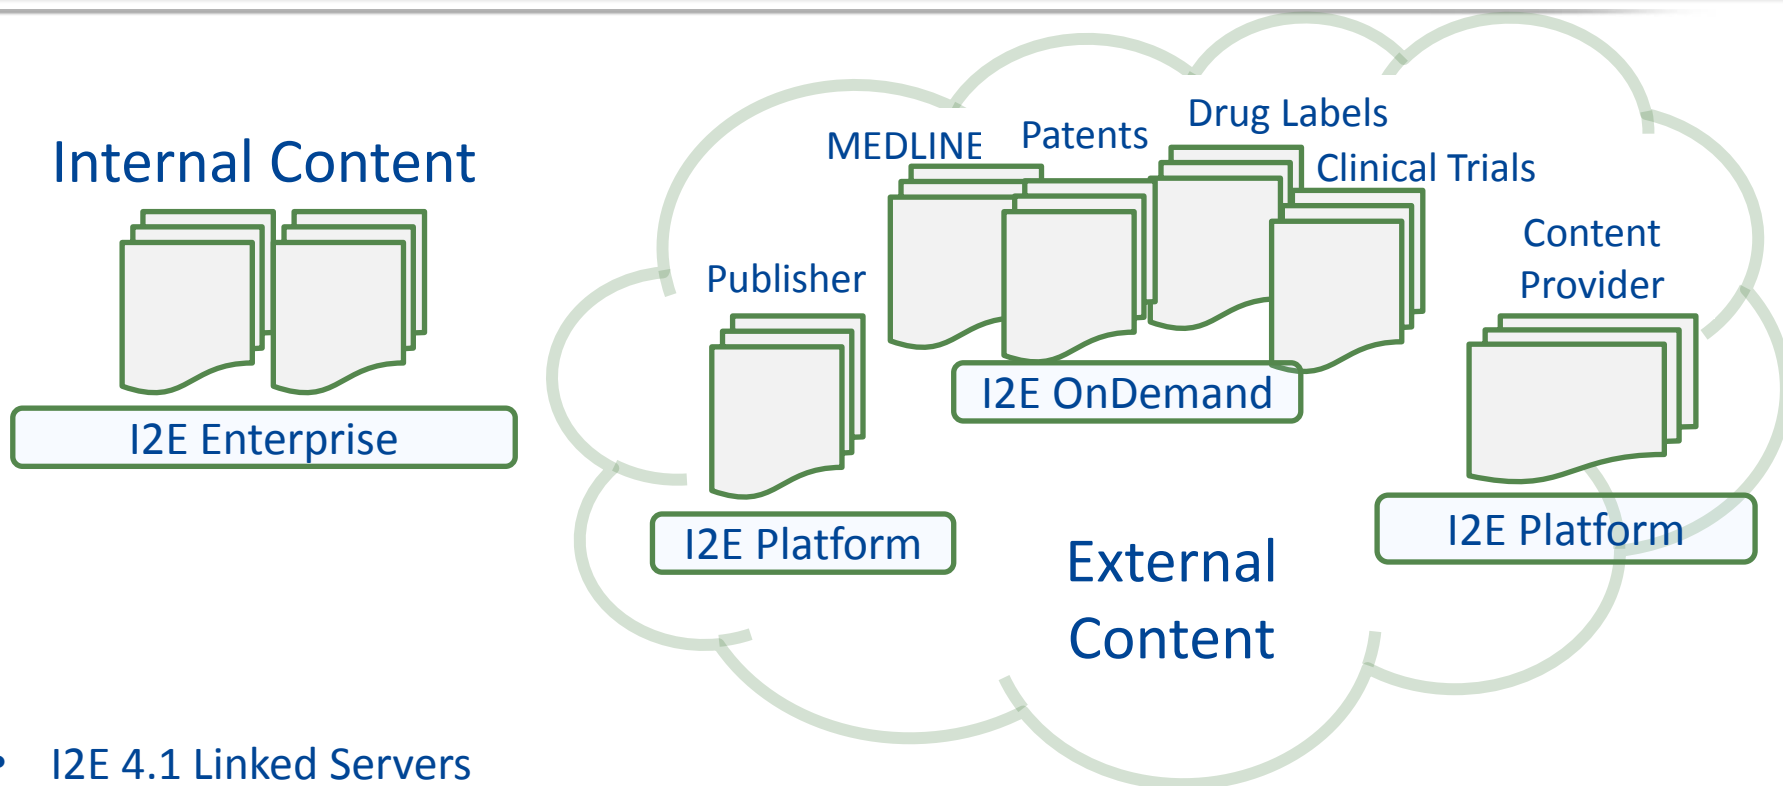 Internal Content
I2E Enterprise
MEDLINE
Patents
Drug Labels
Clinical Trials
Publisher
Content
Provider
I2E OnDemand
I2E Platform
I2E Platform
External
Content
• I2E 4.1 Linked Servers